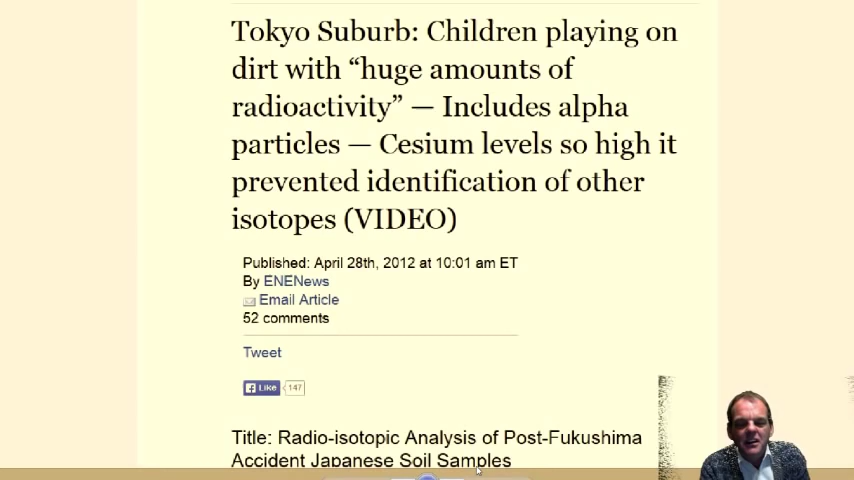 Tokyo Suburb: Children playing on
dirt with “huge amounts of
radioactivity” — Includes alpha
particles — Cesium levels so high it
prevented identification of other
isotopes (VIDEO)
Published: April 28th, 2012 at 10:01 am ET
By ENENews
Email Article
52 comments
Tweet
Like 147
Title: Radio-isotopic Analysis of Post-Fukushima
Accident Japanese Soil Samples